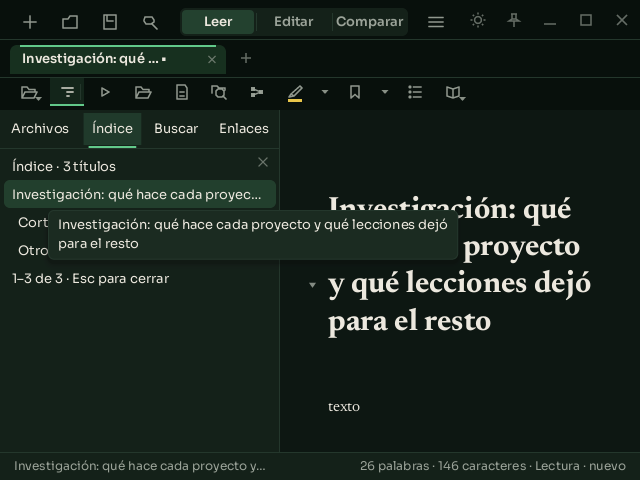 Leer
Editar
Comparar
Investigación: qué ...
Archivos
Índice
Buscar
Enlaces
Índice · 3 títulos
Investigación: qué hace cada proyec...
Cort
Otro
Investigación: qué hace cada proyecto y qué lecciones dejó
para el resto
1–3 de 3 · Esc para cerrar
Investigación: qué
proyecto
y qué lecciones dejó
para el resto
texto
Investigación: qué hace cada proyecto y...
26 palabras · 146 caracteres · Lectura · nuevo